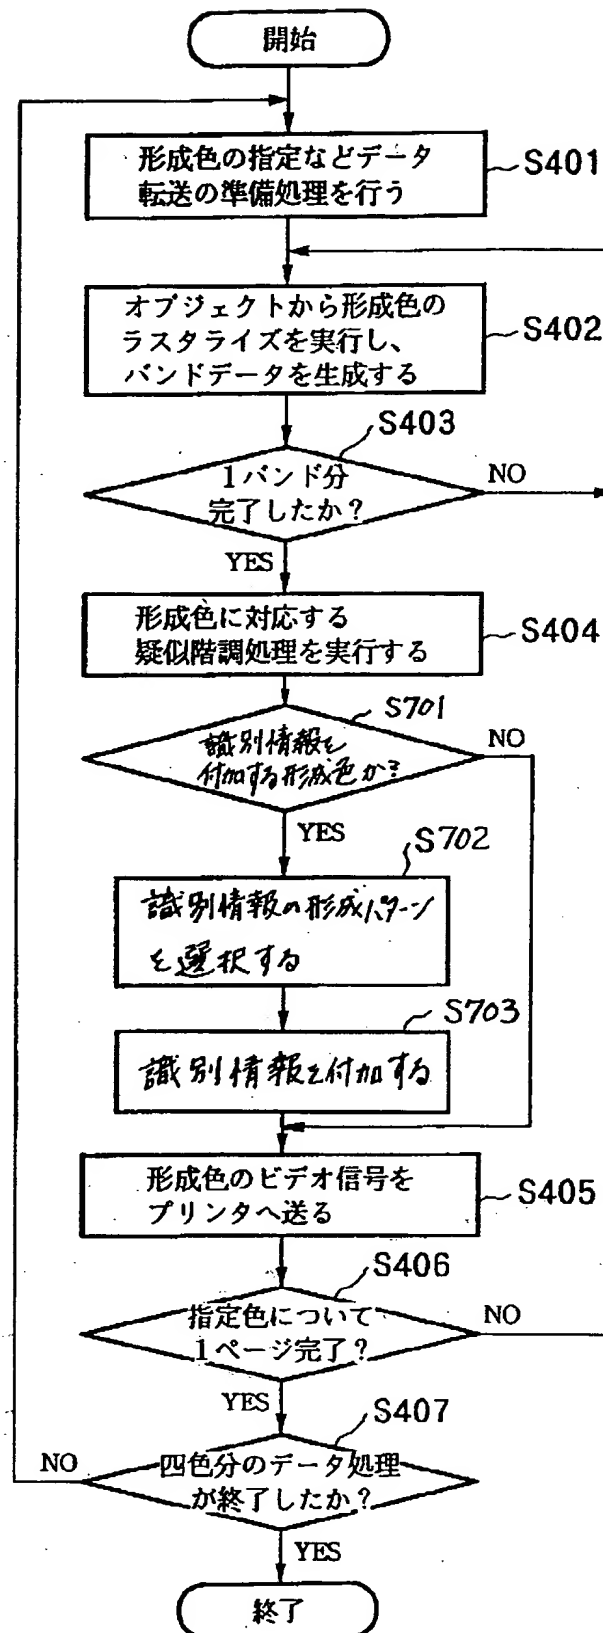 開始
形成色の指定などデータ
転送の準備処理を行う
S401
オブジェクトから形成色の
ラスタライズを実行し、
バンドデータを生成する
S402
S403
1バンド分
完了したか?
NO
YES
形成色に対応する
疑似階調処理を実行する
S404
S701
識別情報を
付加する形成色か?
NO
YES
S702
識別情報の形成パターン
を選択する
S703
識別情報を付加する
形成色のビデオ信号を
プリンタへ送る
S405
S406
指定色について
1ページ完了?
NO
YES
S407
四色分のデータ処理
が終了したか?
NO
YES
終了